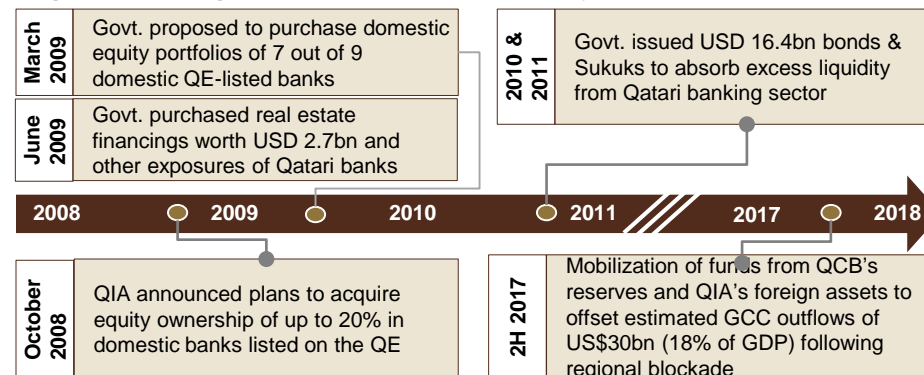 March
2009
Govt. proposed to purchase domestic
equity portfolios of 7 out of 9
domestic QE-listed banks
June
2009
Govt. purchased real estate
financings worth USD 2.7bn and
other exposures of Qatari banks
2010 &
2011
Govt. issued USD 16.4bn bonds &
Sukuks to absorb excess liquidity
from Qatari banking sector
2008 2009 2010 2011 2017 2018
October
2008
QIA announced plans to acquire
equity ownership of up to 20% in
domestic banks listed on the QE
2H 2017
Mobilization of funds from QCB's
reserves and QIA's foreign assets to
offset estimated GCC outflows of
US$30bn (18% of GDP) following
regional blockade